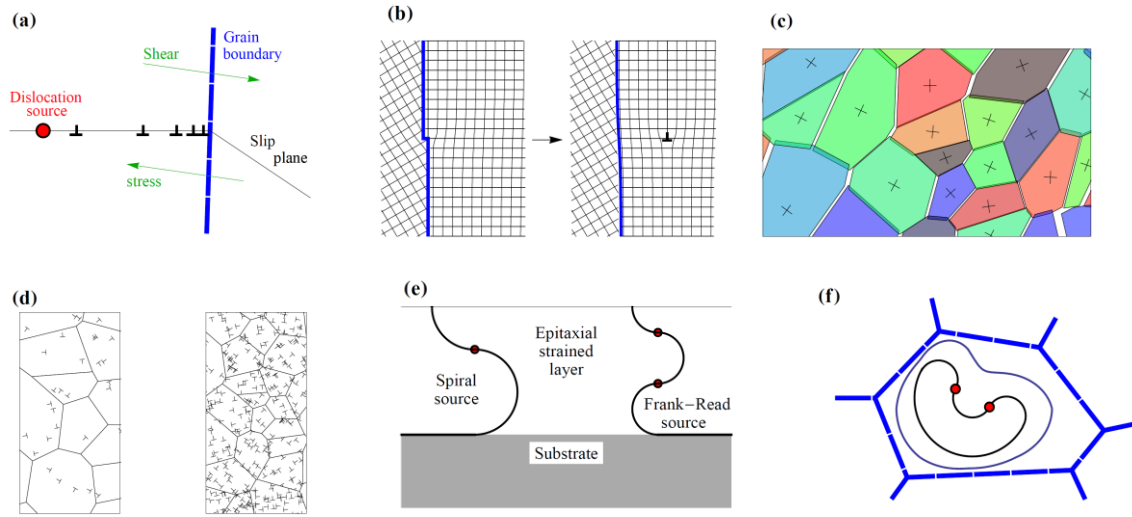 (a)
Shear
Grain
boundary
Dislocation
source
Slip
plane
stress
(b)
(c)
(d)
(e)
Epitaxial
strained
layer
Spiral
source
Frank−Read
source
Substrate
(f)